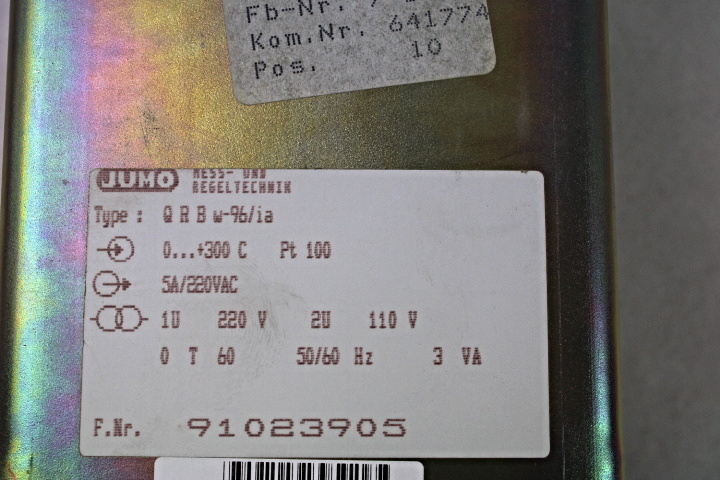 Fb-Nr.
Kom.Nr. 641774
Pos. 10
JUMO MESS- UND
REGELTECHNIK
Type : Q R B w-96/ia
0...+300 C Pt 100
5A/220VAC
1U 220 V 2U 110 V
0 T 60 50/60 Hz 3 VA
F.Nr. 91023905